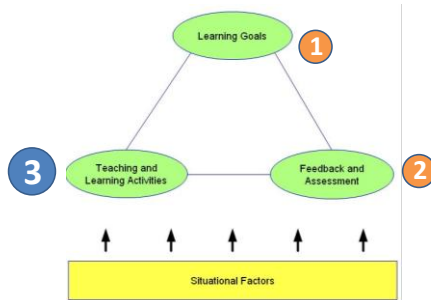 Learning Goals
1
3
Teaching and
Learning Activities
Feedback and
Assessment
2
Situational Factors